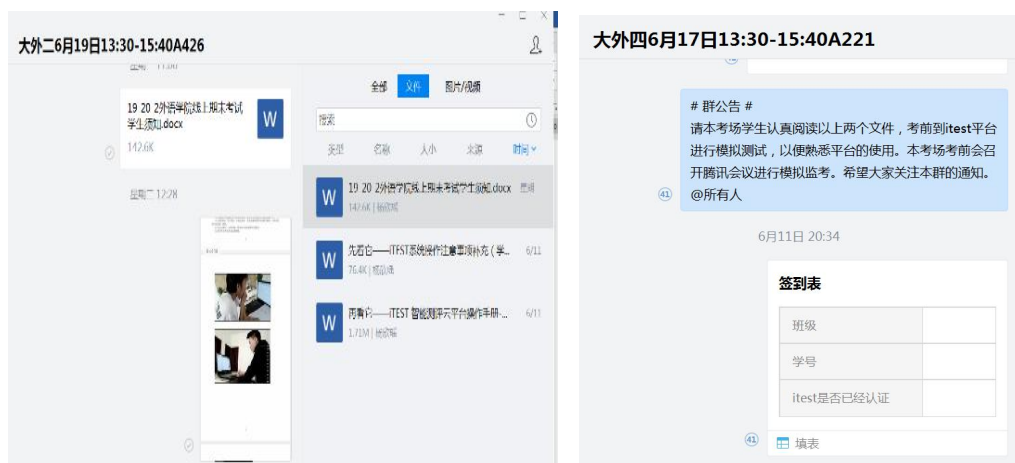 大外二6月19日13:30-15:40A426
19 20 2外语学院线上期末考试
学生须知.docx
142.6K
星期二 12:28
全部 文件 图片/视频
搜索
类型 名称 大小 来源 时间
19 20 2外语学院线上期末考试学生须知.docx
142.6K
先看它——iTEST系统操作注意事项补充（学...
6/11
76.4K
再看它——iTEST 智能测评云平台操作手册-...
6/11
1.71M
大外四6月17日13:30-15:40A221
# 群公告 #
请本考场学生认真阅读以上两个文件，考前到itest平台
进行模拟测试，以便熟悉平台的使用。本考场考前会召
开腾讯会议进行模拟监考。希望大家关注本群的通知。
@所有人
41
6月11日 20:34
签到表
班级
学号
itest是否已经认证
41
填表